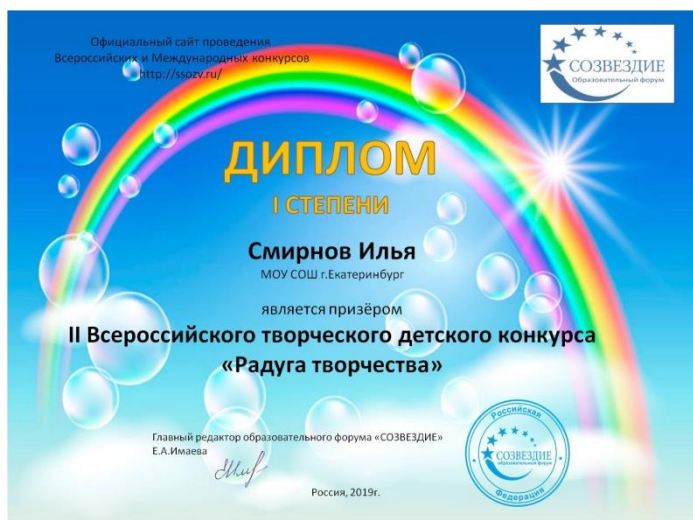 Официальный сайт проведения
Всероссийских и Международных конкурсов
http://ssozv.ru/
СОЗВЕЗДИЕ
Образовательный форум
ДИПЛОМ
I СТЕПЕНИ
Смирнов Илья
МОУ СОШ г.Екатеринбург
является призёром
II Всероссийского творческого детского конкурса
«Радуга творчества»
Главный редактор образовательного форума «СОЗВЕЗДИЕ»
Е.А.Имаева
Россия, 2019г.
Российская
СОЗВЕЗДИЕ
образовательный форум
Федерация